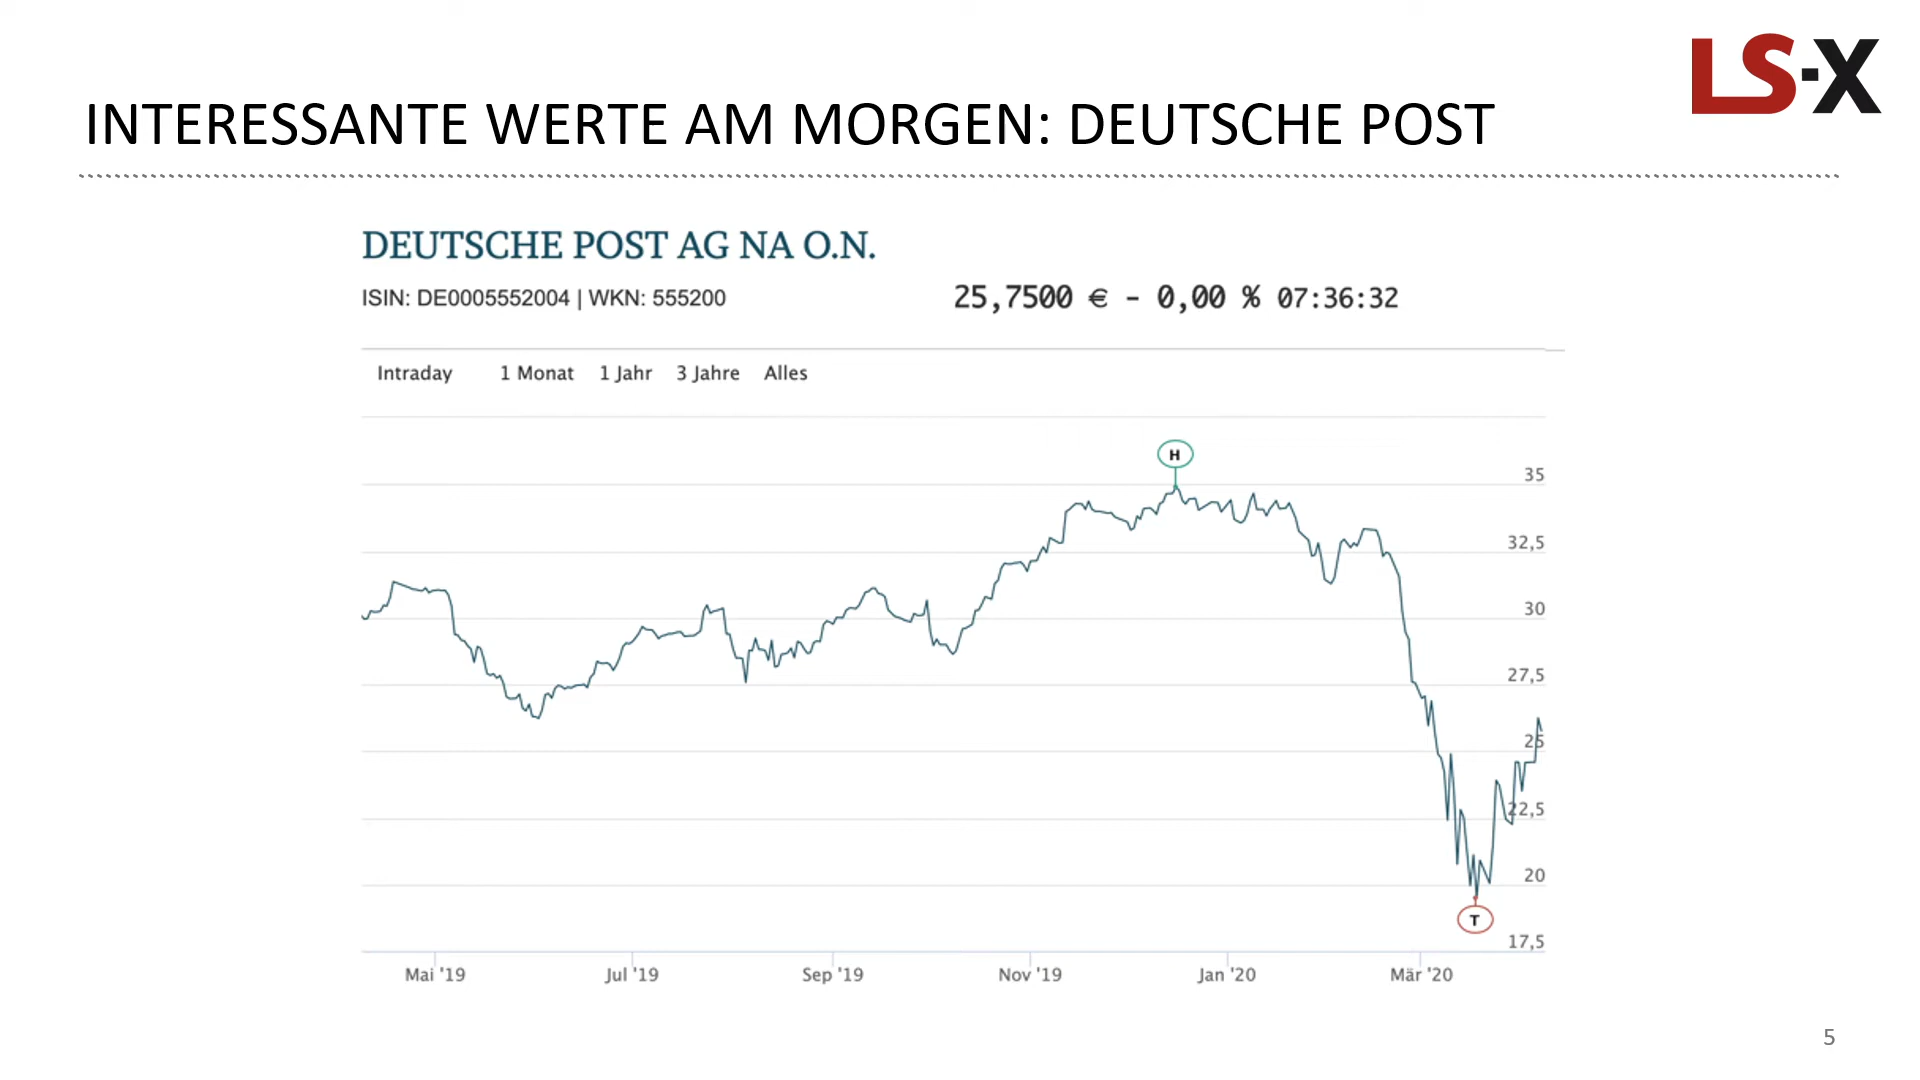 LS-X
INTERESSANTE WERTE AM MORGEN: DEUTSCHE POST
DEUTSCHE POST AG NA O.N.
ISIN: DE0005552004 | WKN: 555200
25,7500 € - 0,00 % 07:36:32
Intraday 1 Monat 1 Jahr 3 Jahre Alles
H
35
32,5
30
27,5
25
22,5
20
T
17,5
Mai '19 Jul '19 Sep '19 Nov '19 Jan '20 Mär '20
5